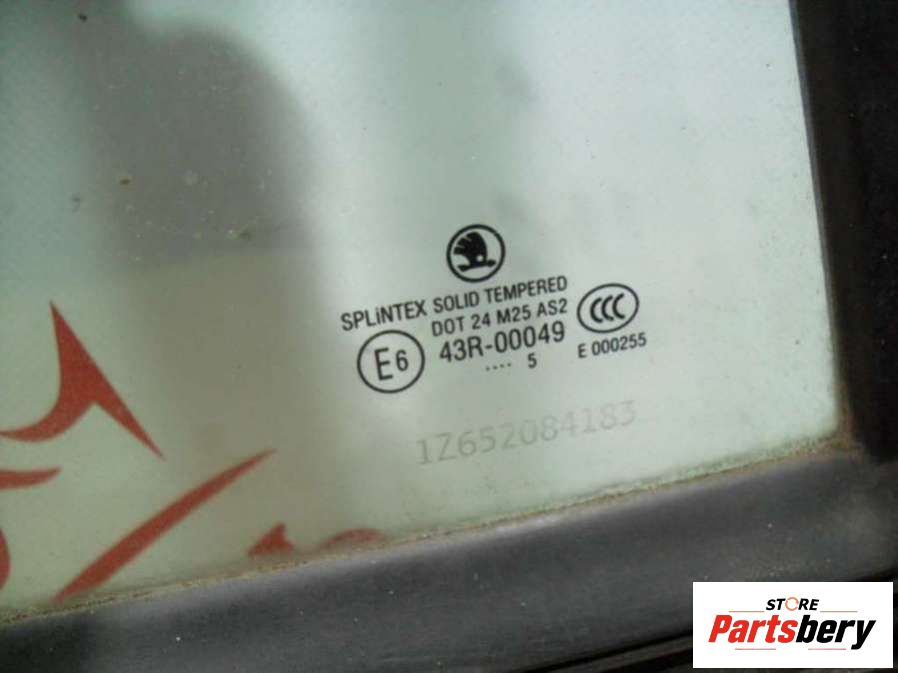 SPLiNTEX SOLID TEMPERED
DOT 24 M25 AS2
CCC
E6
43R-00049
.... 5
E 000255
1Z652084183
STORE
Partsbery